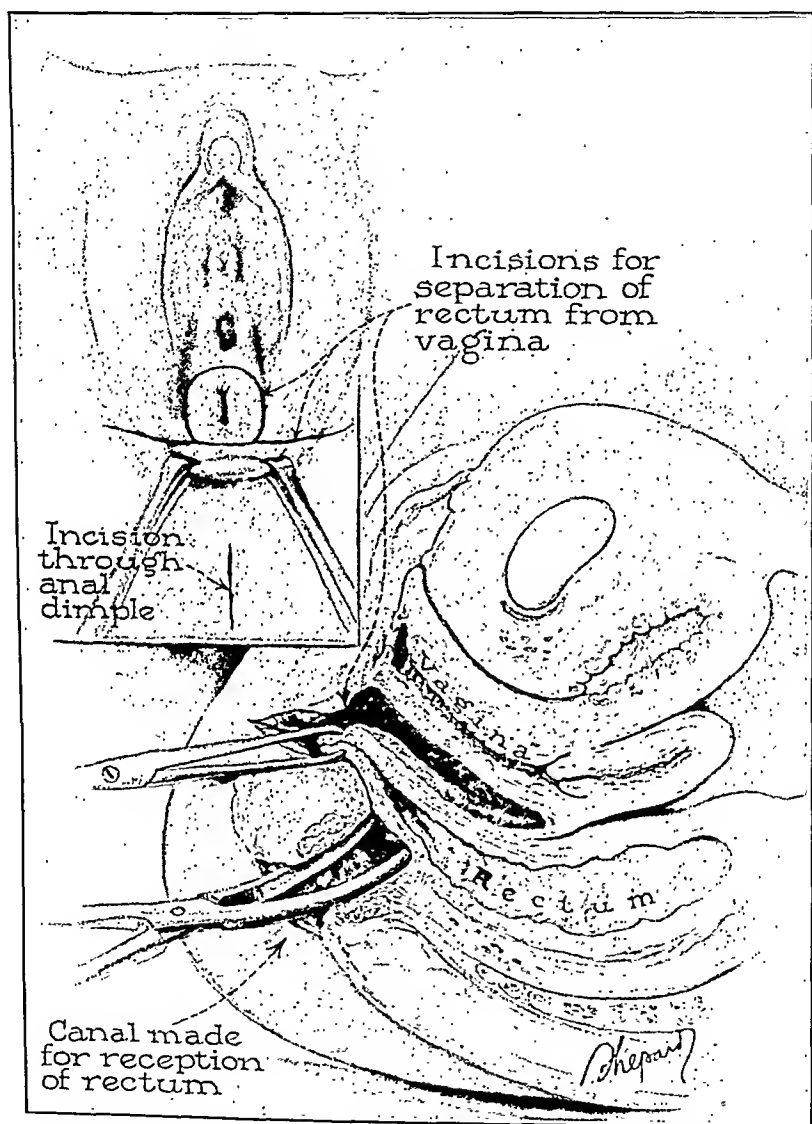 Incisions for
separation of
rectum from
vagina
Incision
through
anal
dimple
Vagina
Rectum
Canal made
for reception
of rectum
Shepard